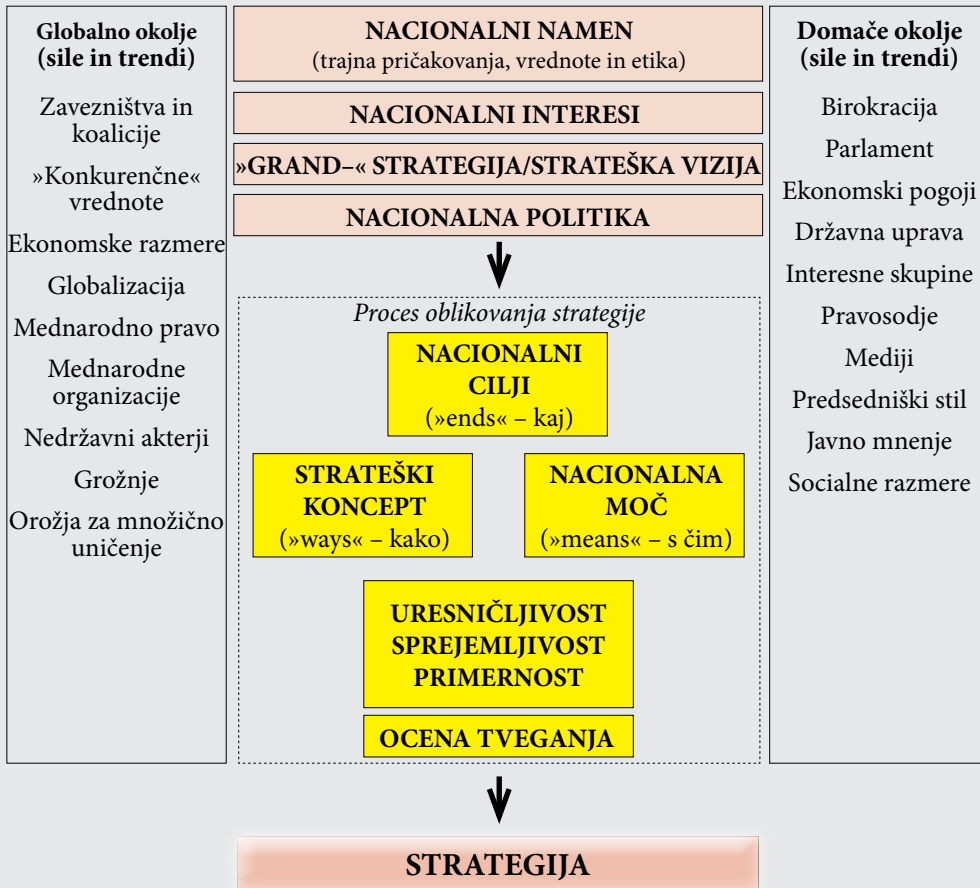 Globalno okolje
(sile in trendi)
Zavezništva in
koalicije
»Konkurenčne«
vrednote
Ekonomske razmere
Globalizacija
Mednarodno pravo
Mednarodne
organizacije
Nedržavni akterji
Grožnje
Orožja za množično
uničenje
NACIONALNI NAMEN
(trajna pričakovanja, vrednote in etika)
NACIONALNI INTERESI
»GRAND–« STRATEGIJA/STRATEŠKA VIZIJA
NACIONALNA POLITIKA
Proces oblikovanja strategije
NACIONALNI
CILJI
(»ends« – kaj)
STRATEŠKI
KONCEPT
(»ways« – kako)
NACIONALNA
MOČ
(»means« – s čim)
URESNIČLJIVOST
SPREJEMLJIVOST
PRIMERNOST
OCENA TVEGANJA
STRATEGIJA
Domače okolje
(sile in trendi)
Birokracija
Parlament
Ekonomski pogoji
Državna uprava
Interesne skupine
Pravosodje
Mediji
Predsedniški stil
Javno mnenje
Socialne razmere